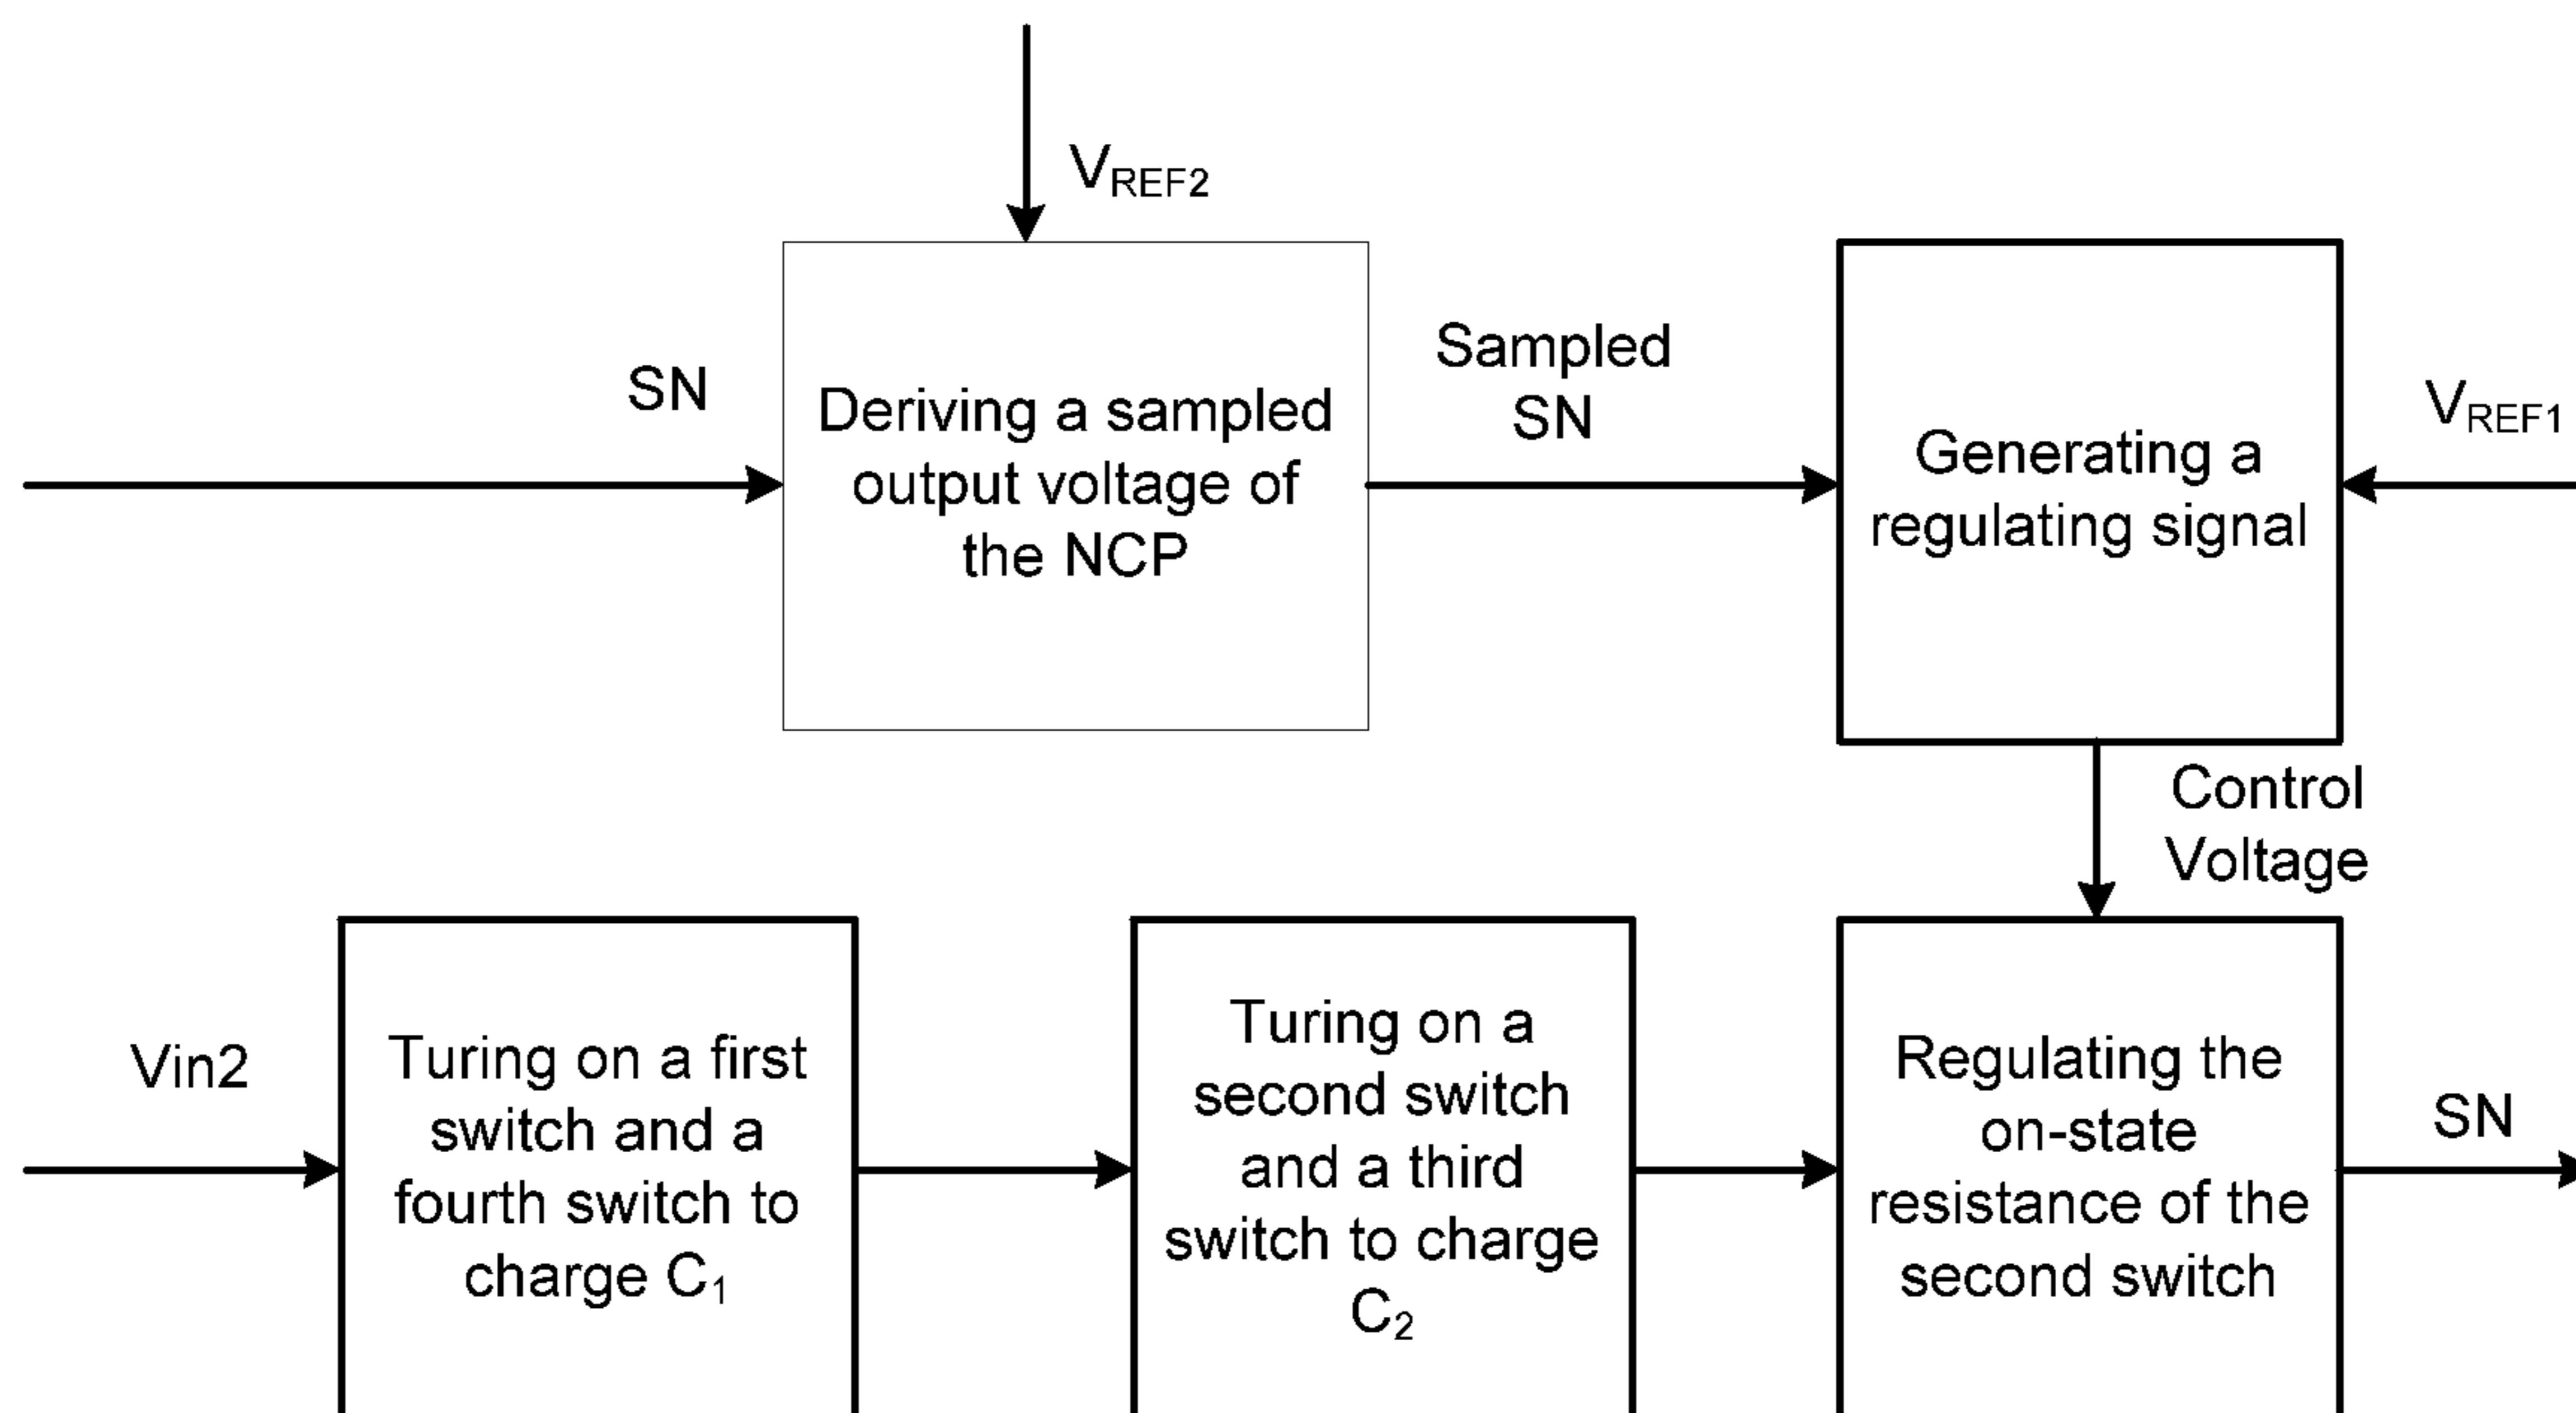 V_REF2
SN
Deriving a sampled
output voltage of
the NCP
Sampled
SN
Generating a
regulating signal
V_REF1
Control
Voltage
Vin2
Turing on a first
switch and a
fourth switch to
charge C₁
Turing on a
second switch
and a third
switch to charge
C₂
Regulating the
on-state
resistance of the
second switch
SN